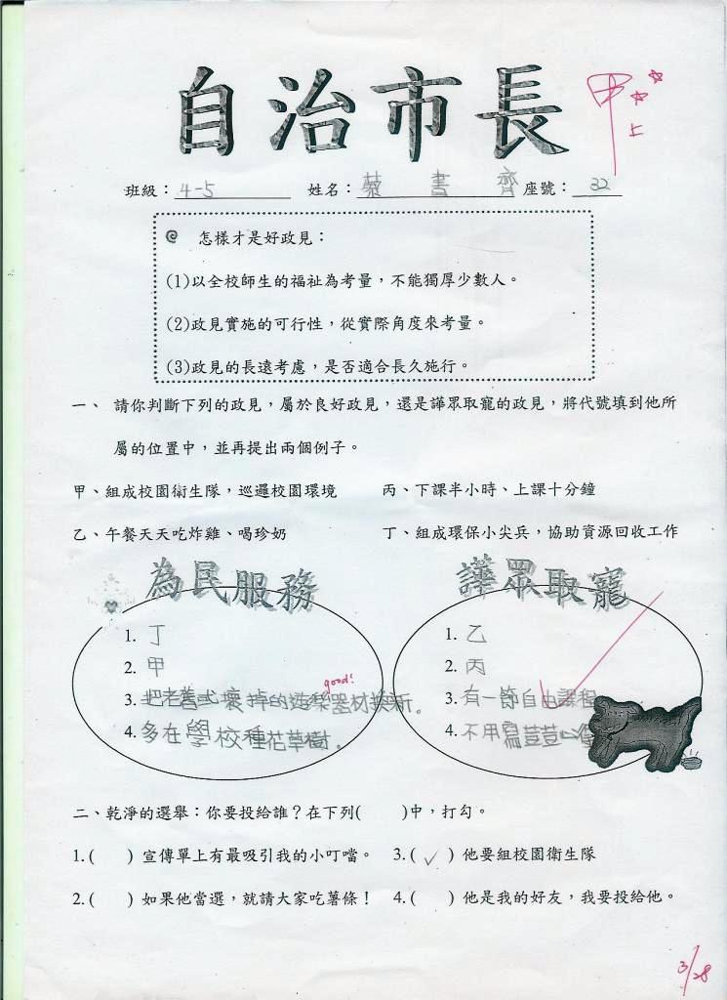 自治市長
甲上
班級：4-5 姓名：蔡書齊 座號：32
怎樣才是好政見：
(1)以全校師生的福祉為考量，不能獨厚少數人。
(2)政見實施的可行性，從實際角度來考量。
(3)政見的長遠考慮，是否適合長久施行。
一、 請你判斷下列的政見，屬於良好政見，還是譁眾取寵的政見，將代號填到他所
屬的位置中，並再提出兩個例子。
甲、組成校園衛生隊，巡邏校園環境 丙、下課半小時、上課十分鐘
乙、午餐天天吃炸雞、喝珍奶 丁、組成環保小尖兵，協助資源回收工作
為民服務
1. 丁
2. 甲
good!
3. 把老舊或壞掉的遊樂器材換新。
4. 多在學校種花草樹。
譁眾取寵
1. 乙
2. 丙
3. 有一節自由課程
4. 不用寫荳荳心
二、乾淨的選舉：你要投給誰？在下列( )中，打勾。
1.( ) 宣傳單上有最吸引我的小叮噹。 3.(✓) 他要組校園衛生隊
2.( ) 如果他當選，就請大家吃薯條！ 4.( ) 他是我的好友，我要投給他。
3/28